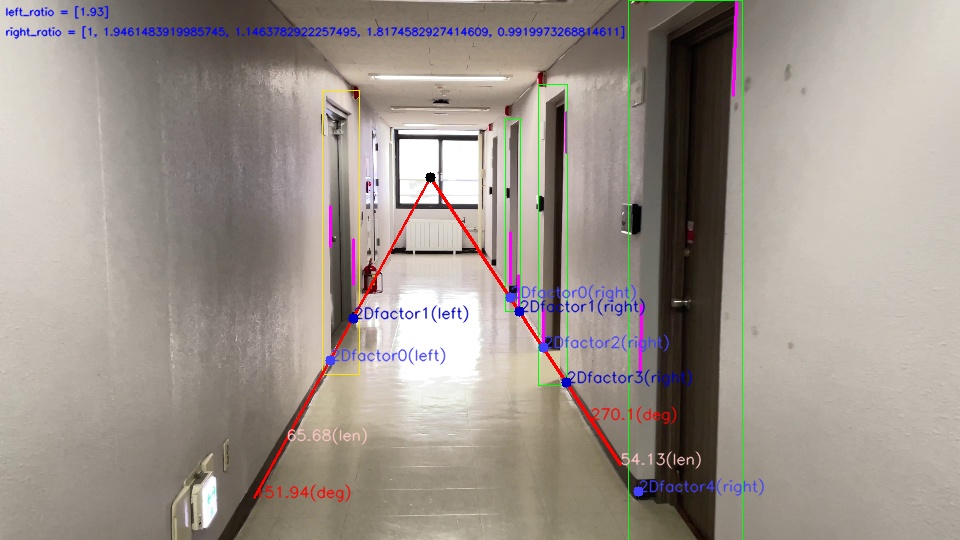 left_ratio = [1.93]
right_ratio = [1, 1.9461483919985745, 1.1463782922257495, 1.8174582927414609, 0.9919973268814611]
2Dfactor0(right)
2Dfactor1(right)
2Dfactor1(left)
2Dfactor2(right)
2Dfactor0(left)
2Dfactor3(right)
270.1(deg)
65.68(len)
54.13(len)
2Dfactor4(right)
51.94(deg)